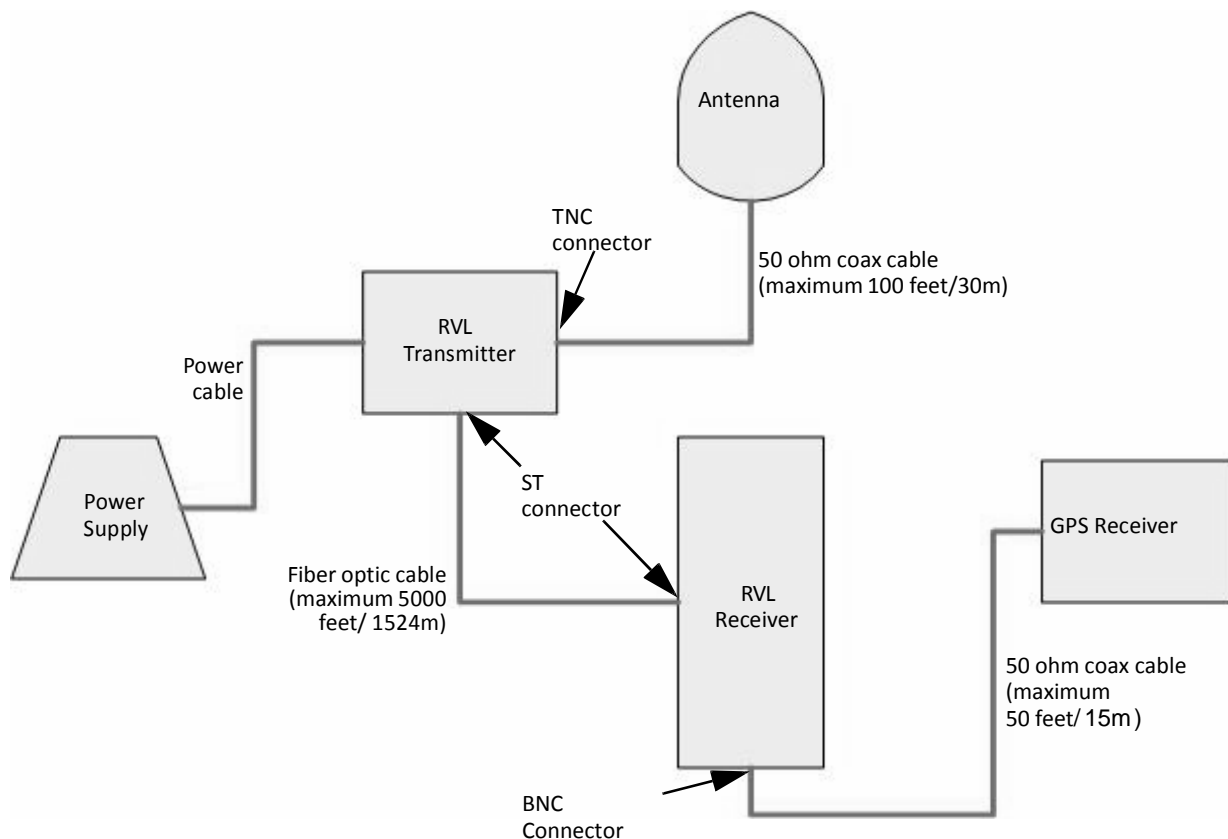 Antenna
TNC
connector
50 ohm coax cable
(maximum 100 feet/30m)
RVL
Transmitter
Power
cable
Power
Supply
ST
connector
GPS Receiver
Fiber optic cable
(maximum 5000
feet/ 1524m)
RVL
Receiver
50 ohm coax cable
(maximum
50 feet/ 15m)
BNC
Connector